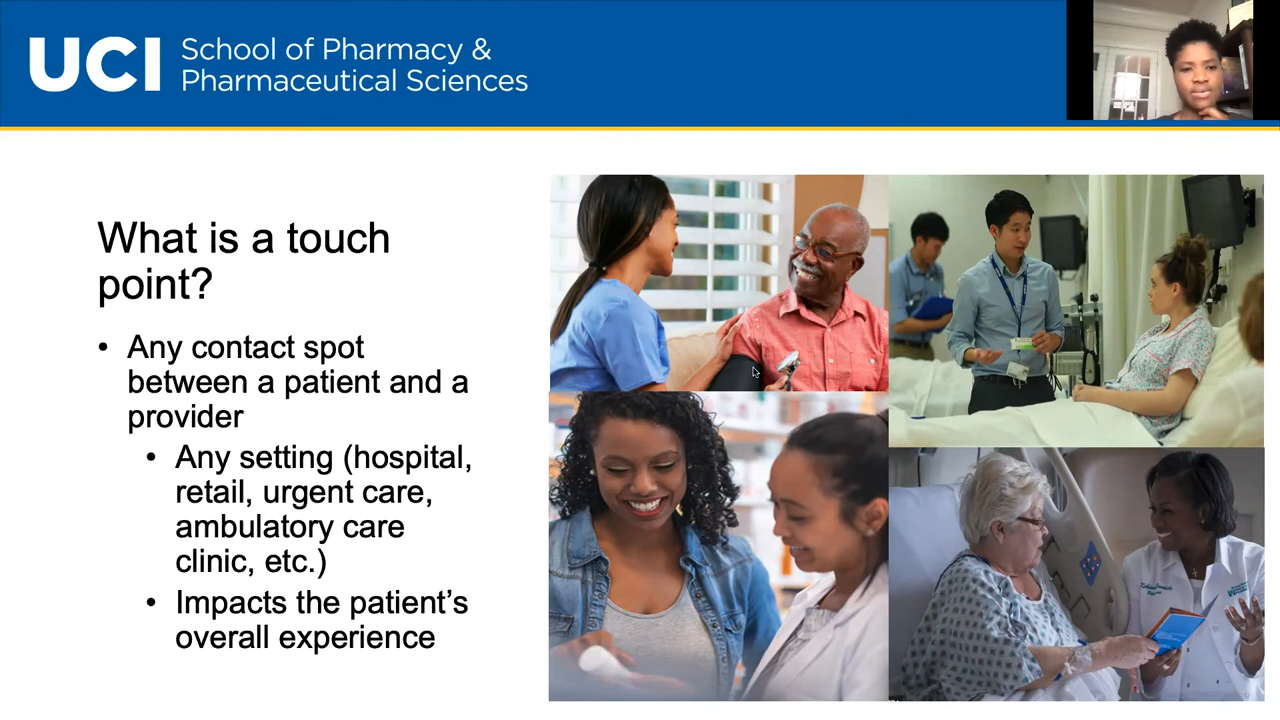 UCI School of Pharmacy &
Pharmaceutical Sciences
What is a touch
point?
• Any contact spot
between a patient and a
provider
• Any setting (hospital,
retail, urgent care,
ambulatory care
clinic, etc.)
• Impacts the patient's
overall experience